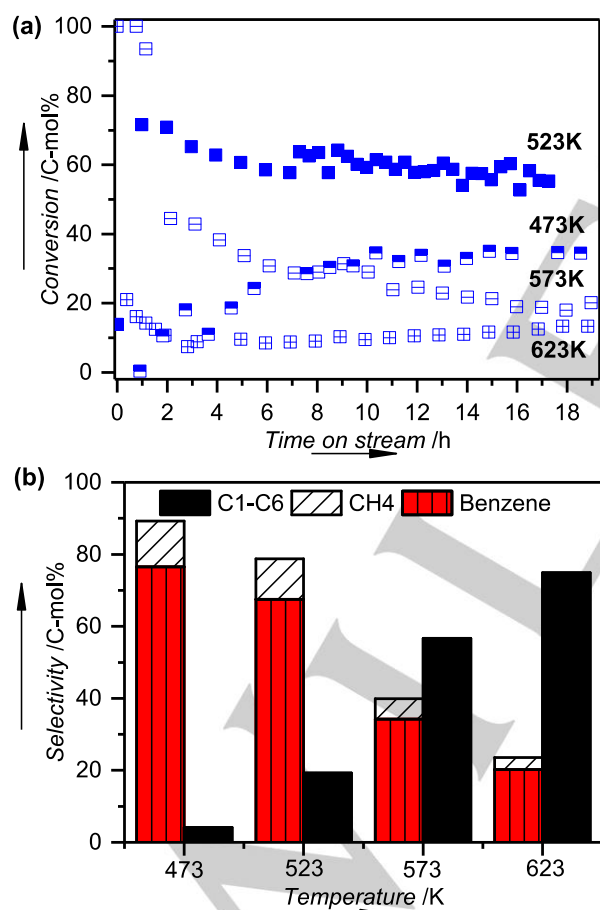 (a)
100
80
60
40
20
0
Conversion /C-mol%
523K
473K
573K
623K
0 2 4 6 8 10 12 14 16 18
Time on stream /h
(b)
100
80
60
40
20
0
Selectivity /C-mol%
C1-C6 CH4 Benzene
473 523 573 623
Temperature /K